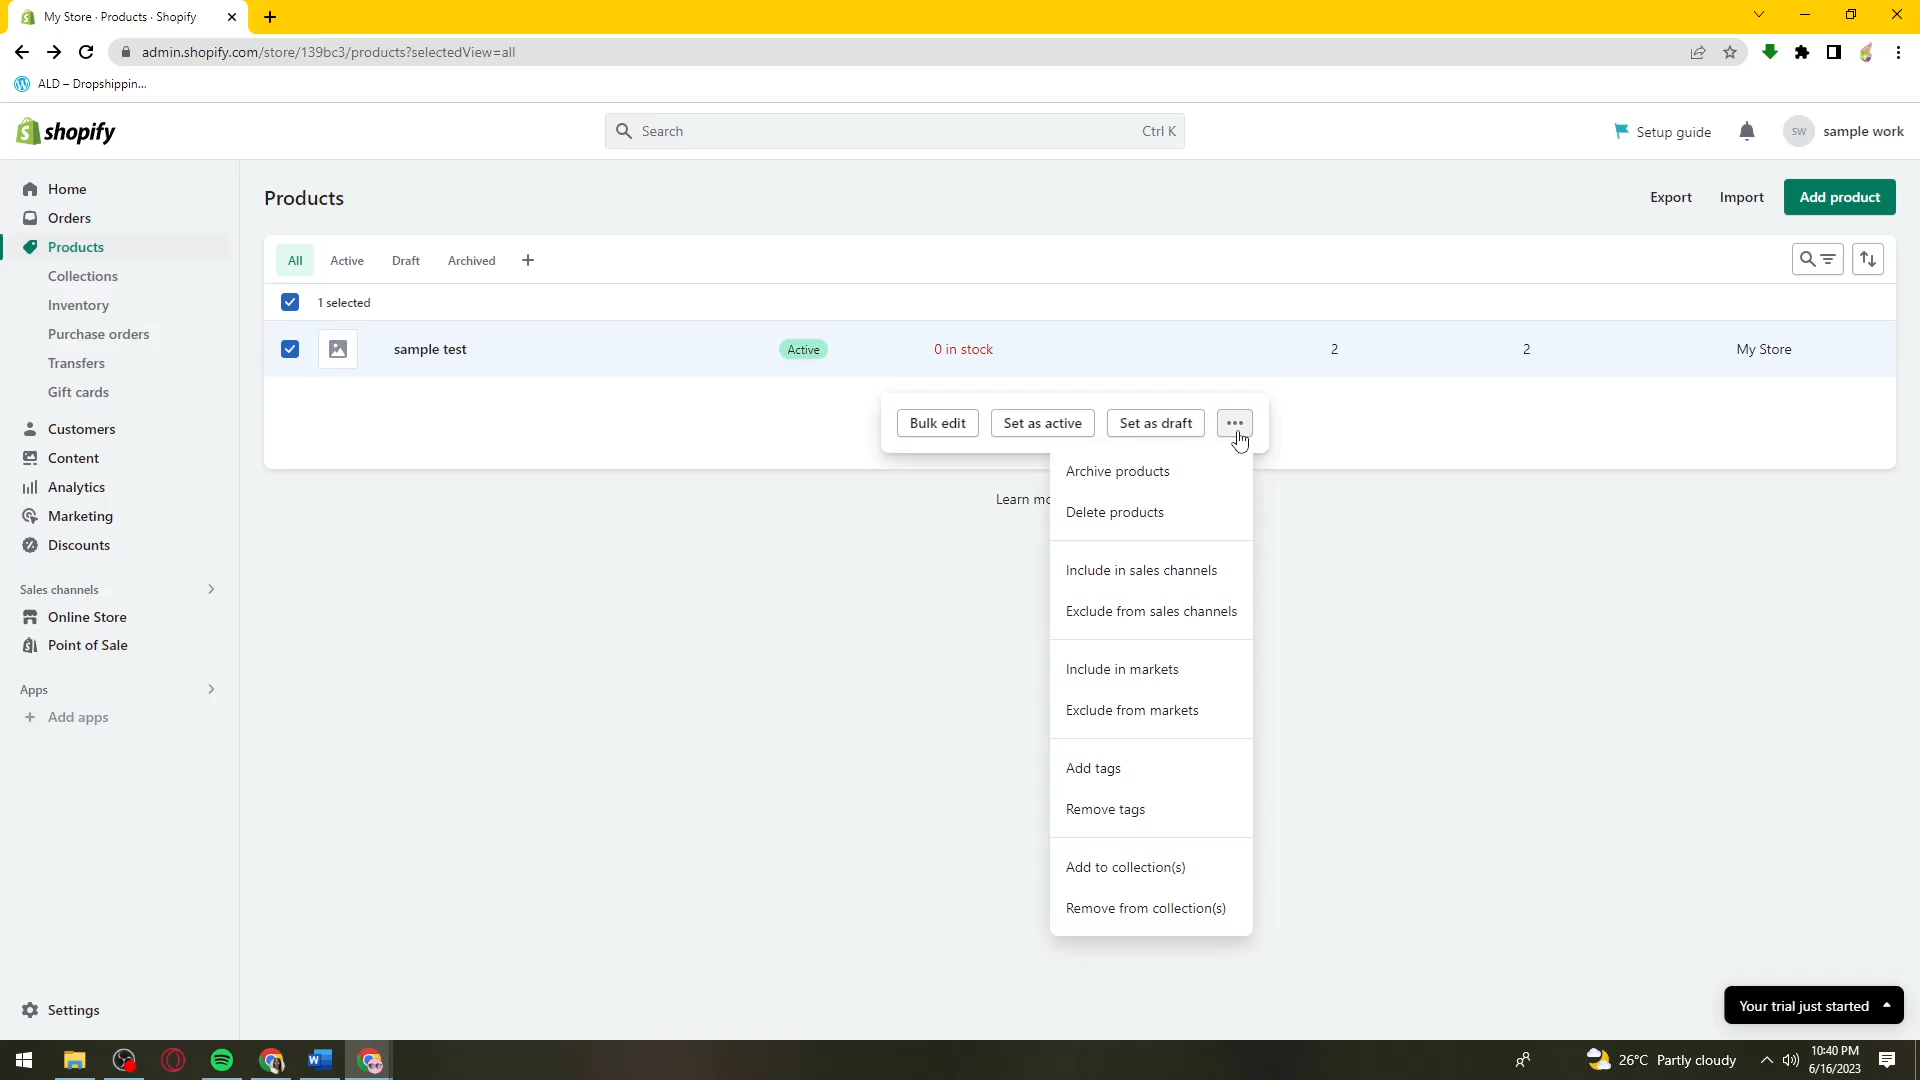 My Store · Products · Shopify
admin.shopify.com/store/139bc3/products?selectedView=all
ALD – Dropshippin...
shopify
Search
Ctrl K
Setup guide
SW
sample work
Home
Orders
Products
Collections
Inventory
Purchase orders
Transfers
Gift cards
Customers
Content
Analytics
Marketing
Discounts
Sales channels
Online Store
Point of Sale
Apps
Add apps
Settings
Products
Export
Import
Add product
All
Active
Draft
Archived
1 selected
sample test
Active
0 in stock
2
2
My Store
Bulk edit
Set as active
Set as draft
Learn mo
Archive products
Delete products
Include in sales channels
Exclude from sales channels
Include in markets
Exclude from markets
Add tags
Remove tags
Add to collection(s)
Remove from collection(s)
Your trial just started
26°C Partly cloudy
10:40 PM
6/16/2023